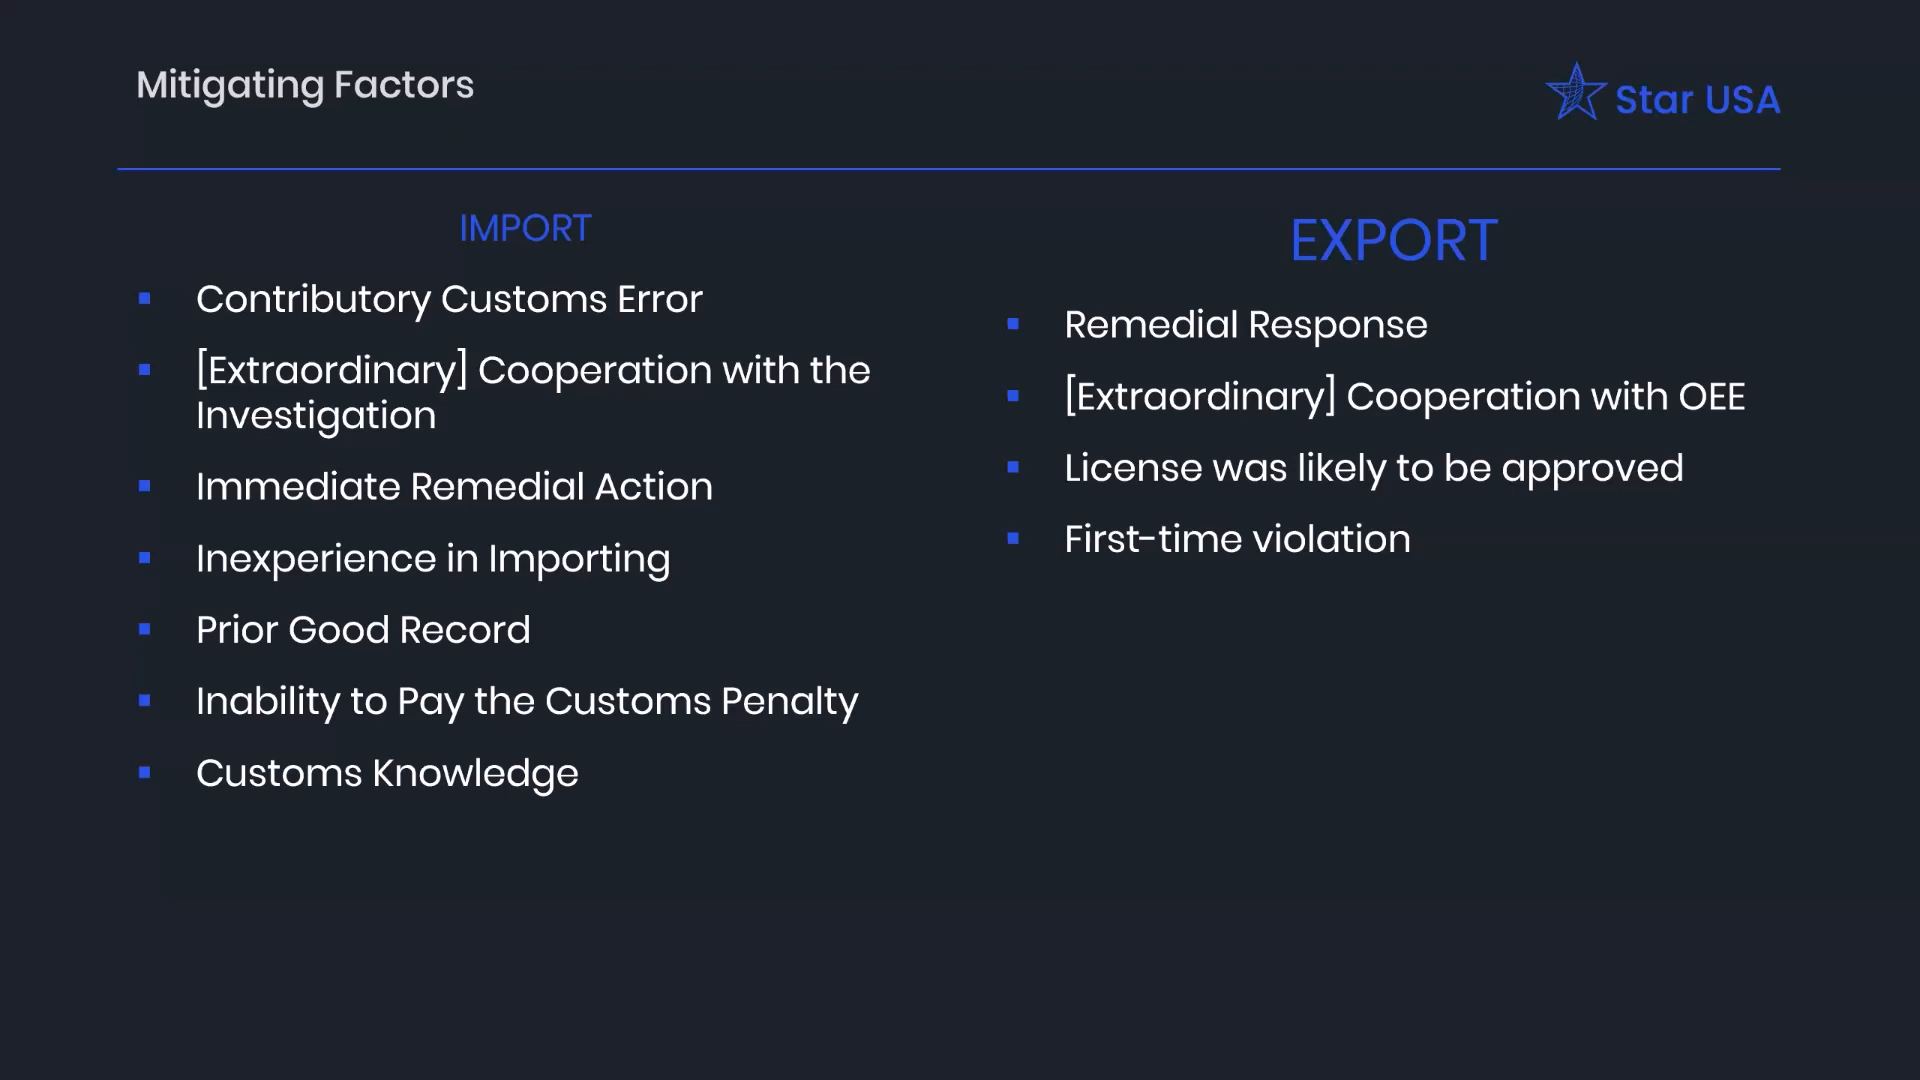 Mitigating Factors
Star USA
IMPORT
Contributory Customs Error
[Extraordinary] Cooperation with the
Investigation
Immediate Remedial Action
Inexperience in Importing
Prior Good Record
Inability to Pay the Customs Penalty
Customs Knowledge
EXPORT
Remedial Response
[Extraordinary] Cooperation with OEE
License was likely to be approved
First-time violation